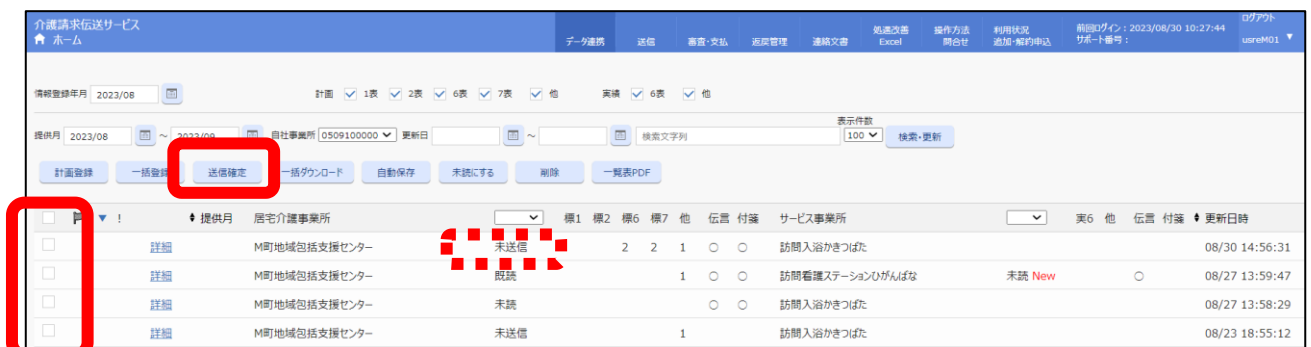 介護請求伝送サービス
ホーム
データ連携 送信 審査・支払 返戻管理 連絡文書 処遇改善 Excel 操作方法 問合せ 利用状況 追加・解約申込 前回ログイン : 2023/08/30 10:27:44 サポート番号 : ログアウト usreM01 ▼
情報登録年月 2023/08 計画 1表 2表 6表 7表 他 実績 6表 他
提供月 2023/08 ~ 2023/09 自社事業所 0509100000 更新日 ~ 検索文字列 表示件数 100 検索・更新
計画登録 一括登録 送信確定 一括ダウンロード 自動保存 未読にする 削除 一覧表PDF
▼ ! 提供月 居宅介護事業所 標1 標2 標6 標7 他 伝言 付箋 サービス事業所 実6 他 伝言 付箋 更新日時
詳細 M町地域包括支援センター 未送信 2 2 1 ○ ○ 訪問入浴かきつばた 08/30 14:56:31
詳細 M町地域包括支援センター 既読 1 ○ ○ 訪問看護ステーションひがんばな 未読 New ○ 08/27 13:59:47
詳細 M町地域包括支援センター 未読 ○ ○ 訪問入浴かきつばた 08/27 13:58:29
詳細 M町地域包括支援センター 未送信 1 訪問入浴かきつばた 08/23 18:55:12